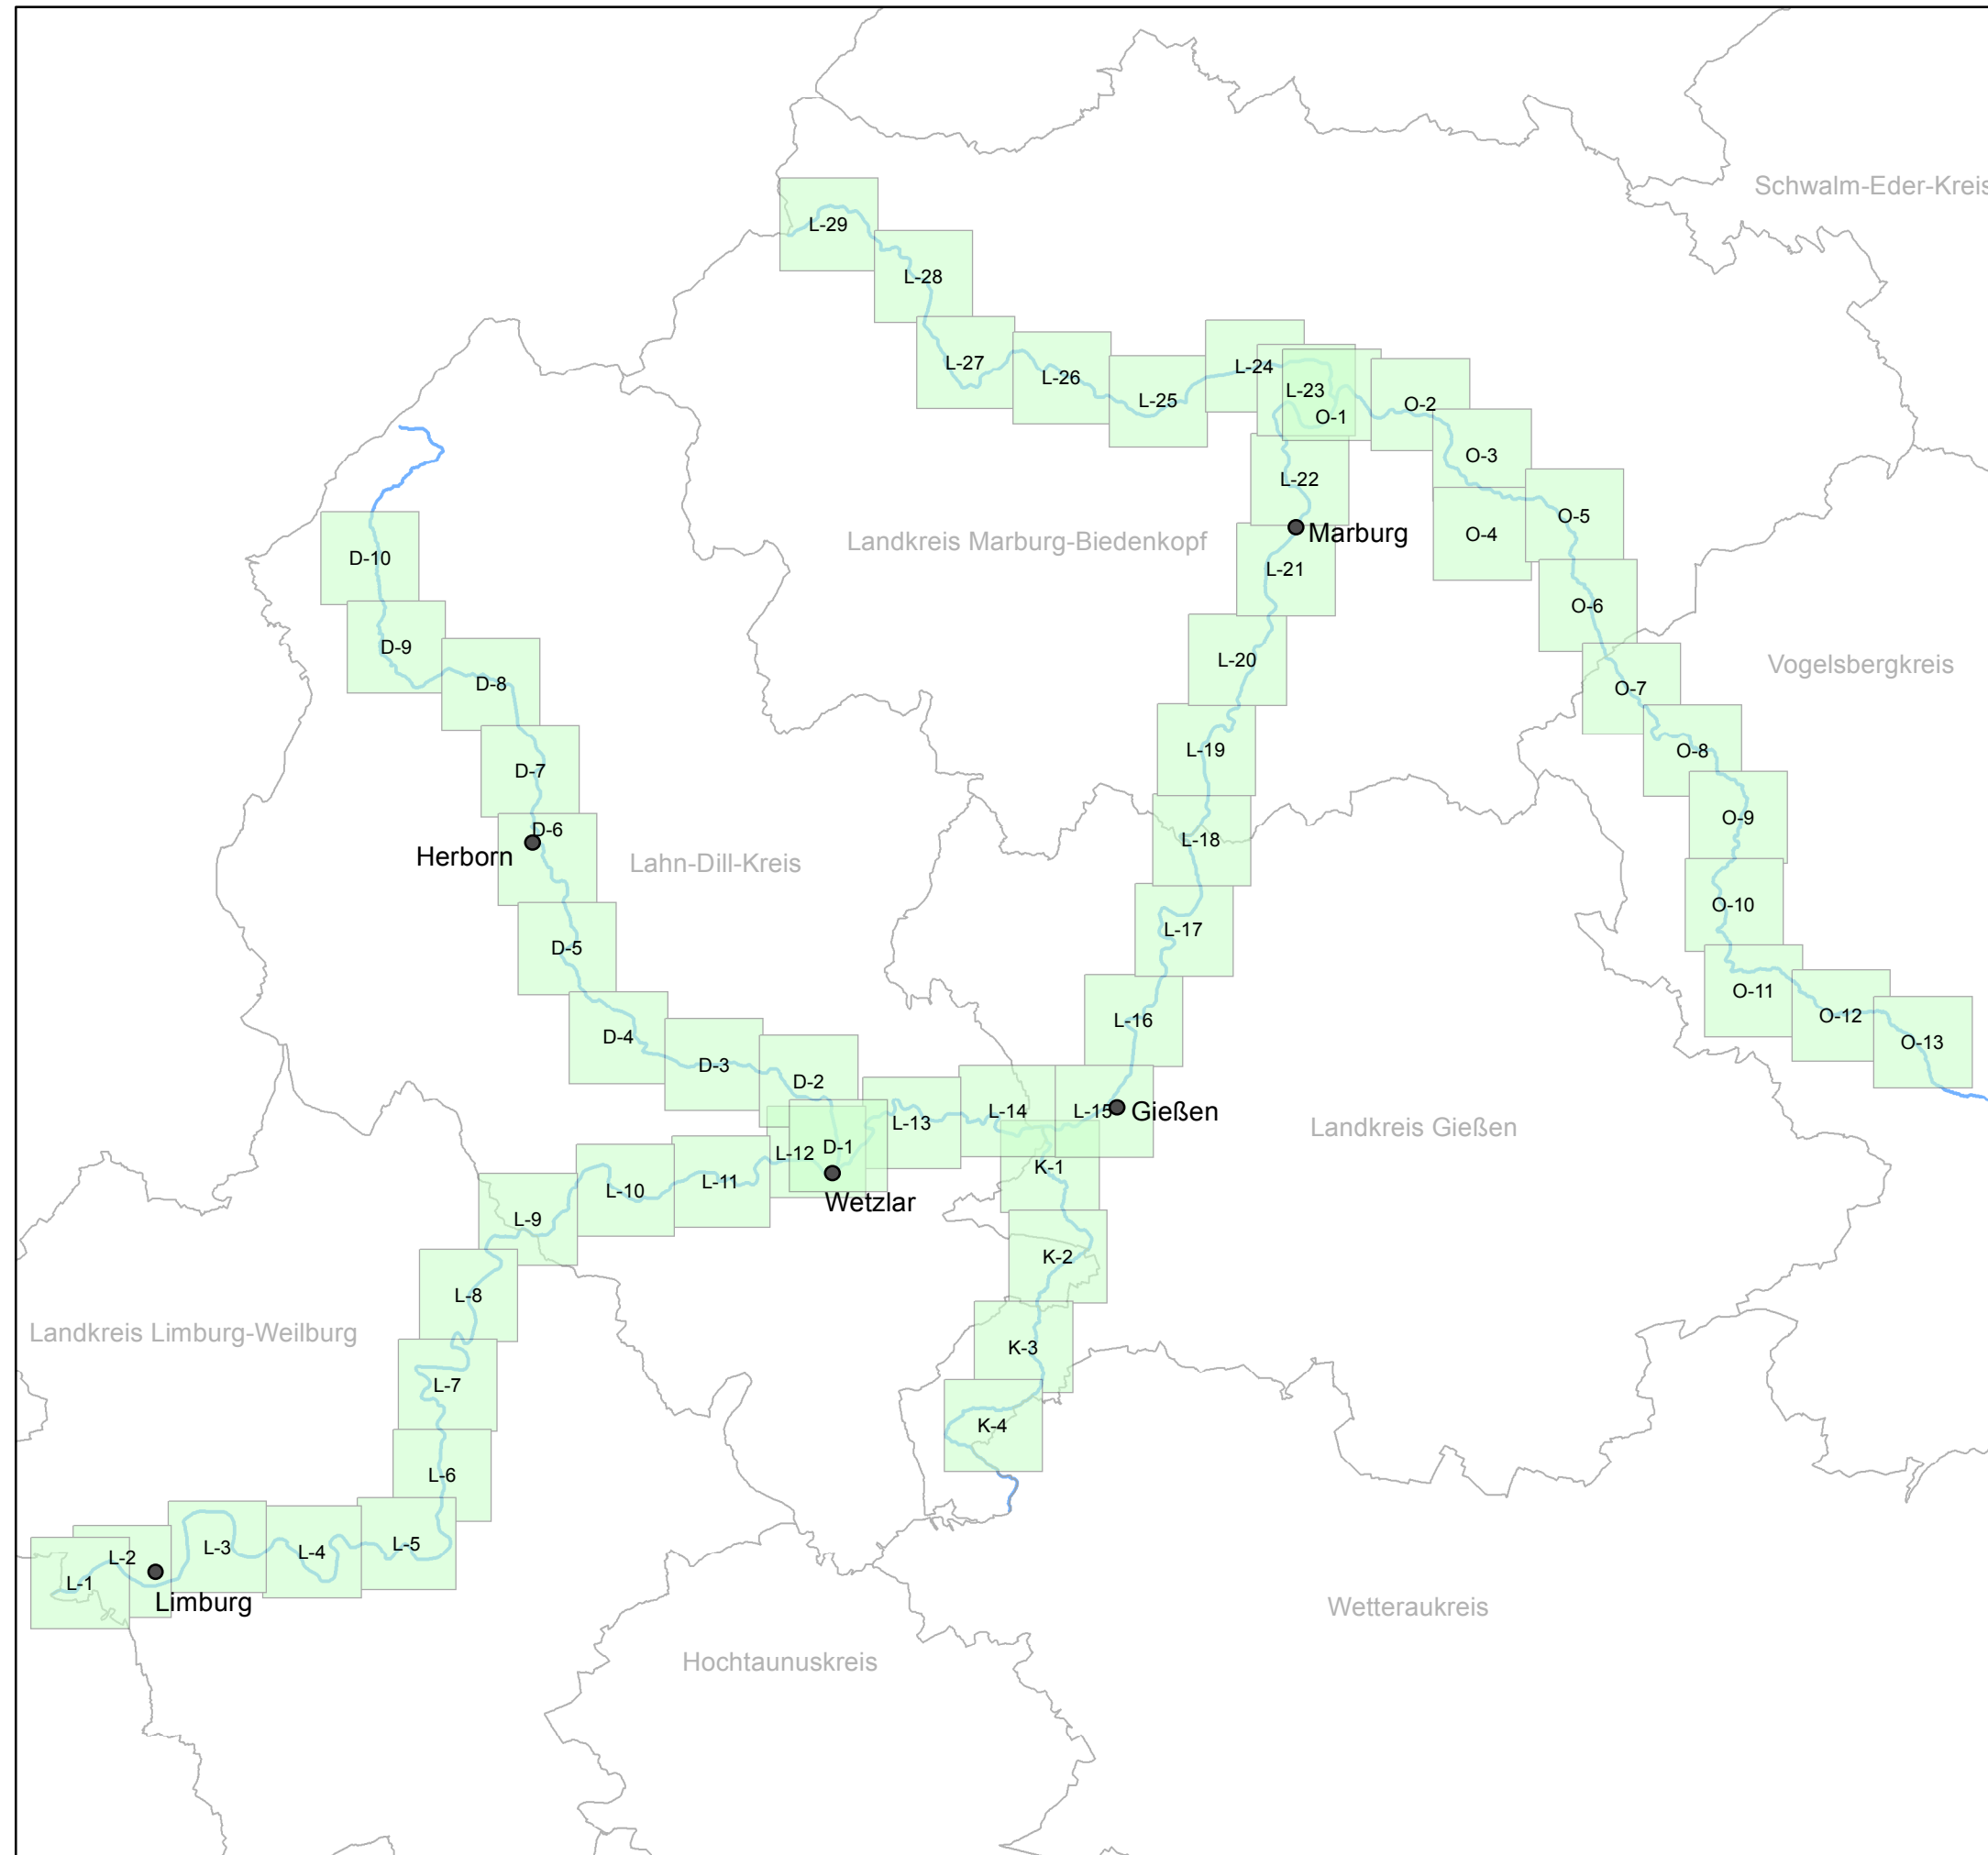 Schwalm-Eder-Kreis
L-29
L-28
L-27
L-24
L-26
L-23
L-25
O-2
O-1
O-3
L-22
O-5
Marburg
O-4
Landkreis Marburg-Biedenkopf
D-10
L-21
O-6
D-9
L-20
Vogelsbergkreis
D-8
O-7
L-19
O-8
D-7
O-9
D-6
L-18
Herborn
Lahn-Dill-Kreis
O-10
L-17
D-5
O-11
O-12
L-16
D-4
O-13
D-3
D-2
L-14
L-15
Gießen
L-13
Landkreis Gießen
D-1
L-12
K-1
L-11
L-10
Wetzlar
L-9
K-2
L-8
Landkreis Limburg-Weilburg
K-3
L-7
K-4
L-6
L-5
L-3
L-4
L-2
L-1
Limburg
Wetteraukreis
Hochtaunuskreis